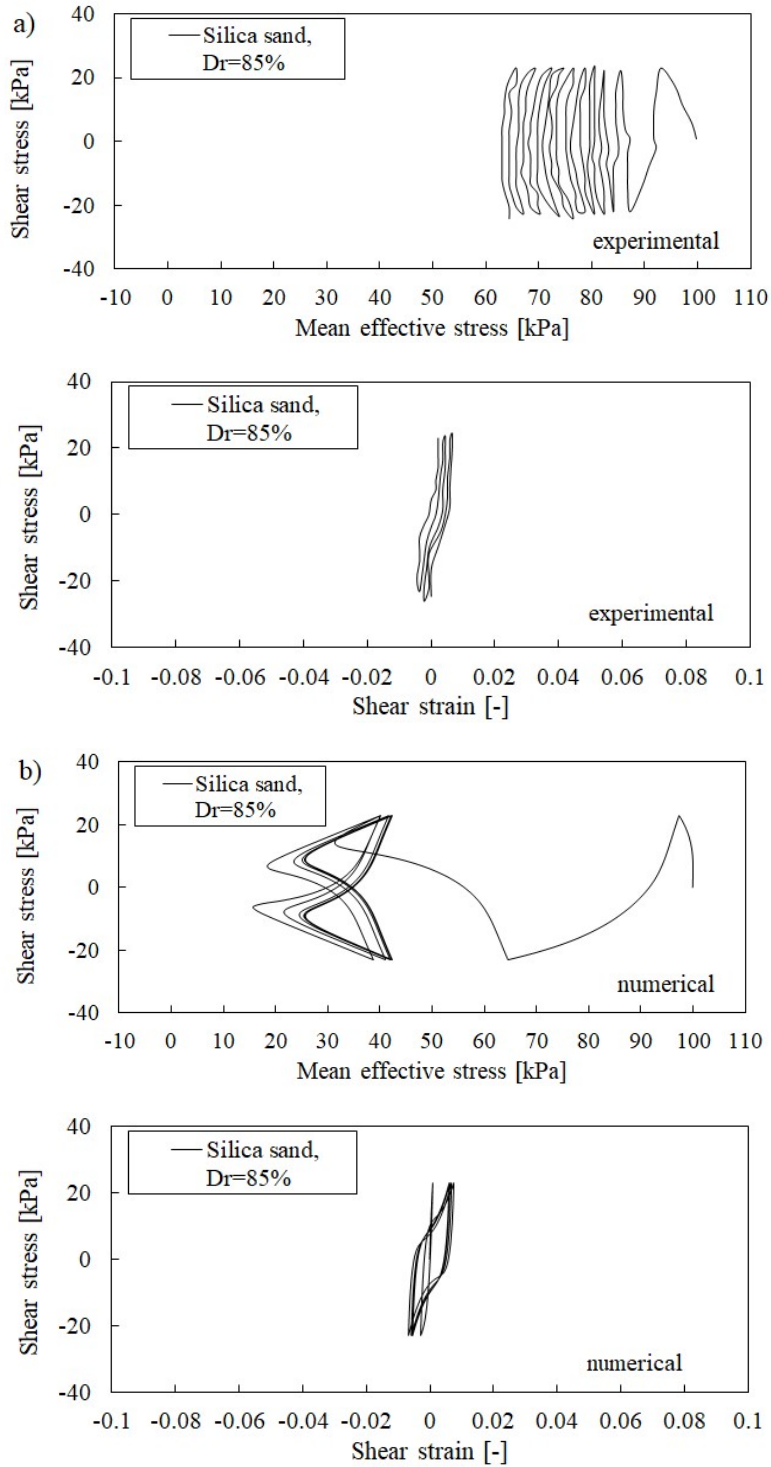 a)
40
20
0
-20
-40
Shear stress [kPa]
Silica sand,
Dr=85%
experimental
-10 0 10 20 30 40 50 60 70 80 90 100 110
Mean effective stress [kPa]
40
20
0
-20
-40
Shear stress [kPa]
Silica sand,
Dr=85%
experimental
-0.1 -0.08 -0.06 -0.04 -0.02 0 0.02 0.04 0.06 0.08 0.1
Shear strain [-]
b)
40
20
0
-20
-40
Shear stress [kPa]
Silica sand,
Dr=85%
numerical
-10 0 10 20 30 40 50 60 70 80 90 100 110
Mean effective stress [kPa]
40
20
0
-20
-40
Shear stress [kPa]
Silica sand,
Dr=85%
numerical
-0.1 -0.08 -0.06 -0.04 -0.02 0 0.02 0.04 0.06 0.08 0.1
Shear strain [-]